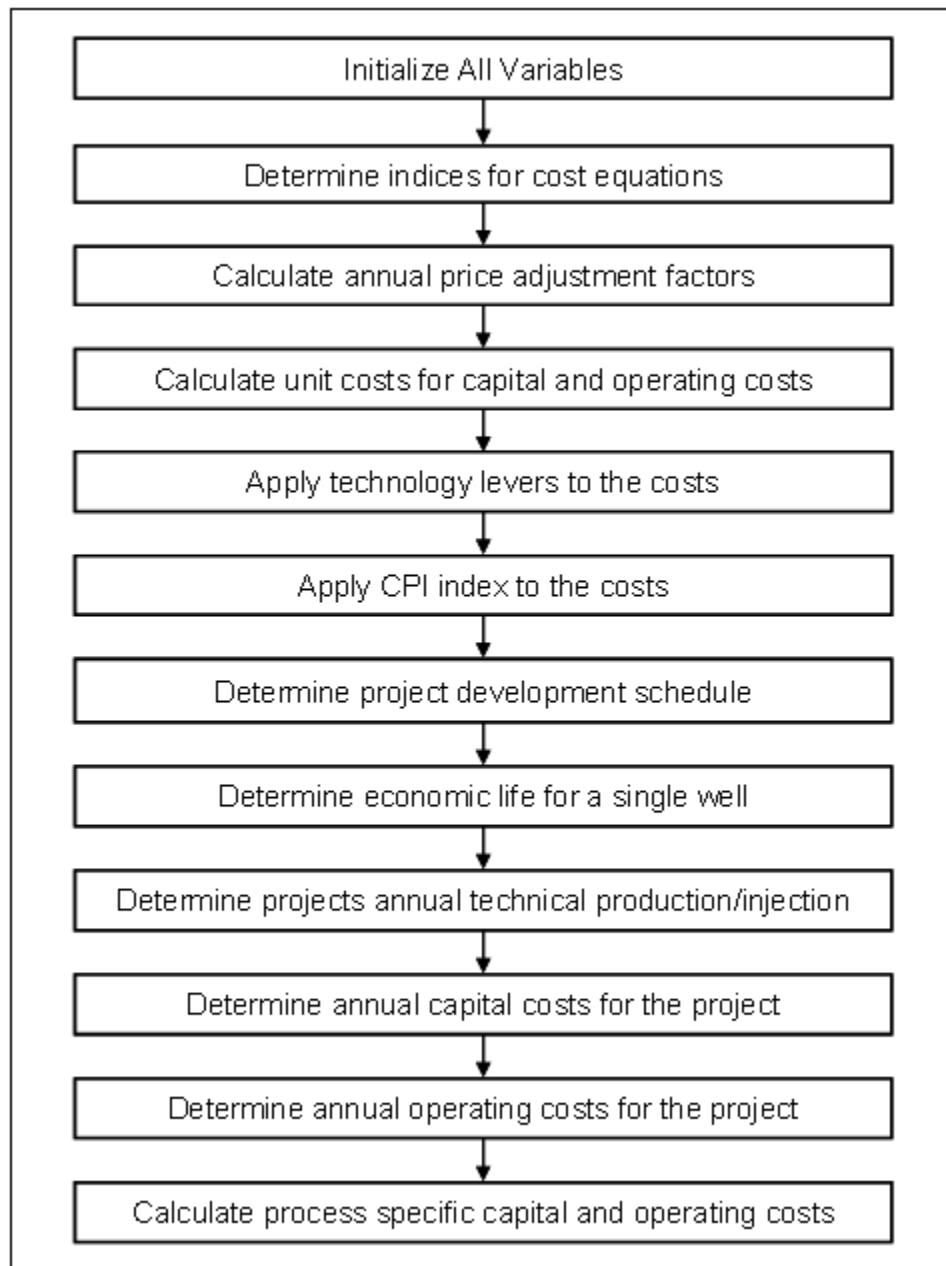 Initialize All Variables
Determine indices for cost equations
Calculate annual price adjustment factors
Calculate unit costs for capital and operating costs
Apply technology levers to the costs
Apply CPI index to the costs
Determine project development schedule
Determine economic life for a single well
Determine projects annual technical production/injection
Determine annual capital costs for the project
Determine annual operating costs for the project
Calculate process specific capital and operating costs